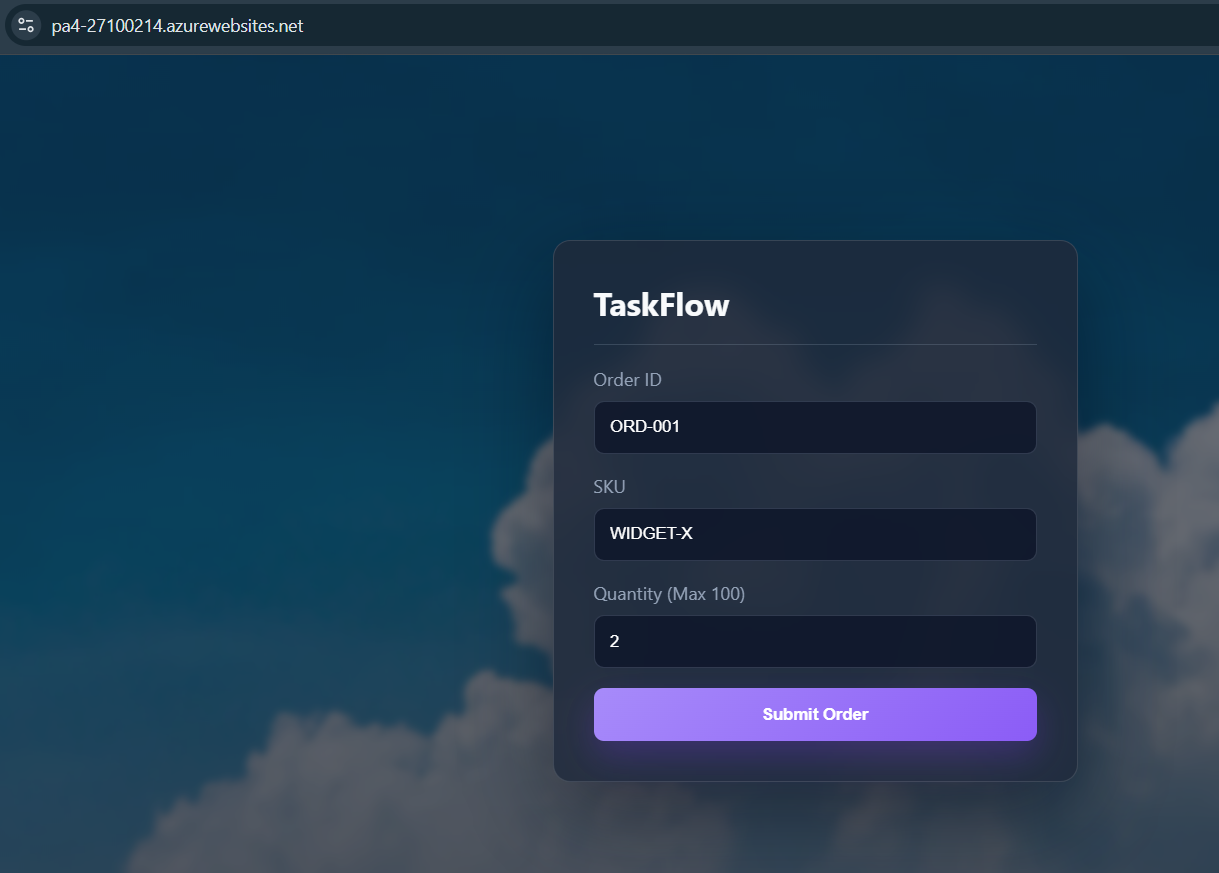 pa4-27100214.azurewebsites.net
TaskFlow
Order ID
ORD-001
SKU
WIDGET-X
Quantity (Max 100)
2
Submit Order